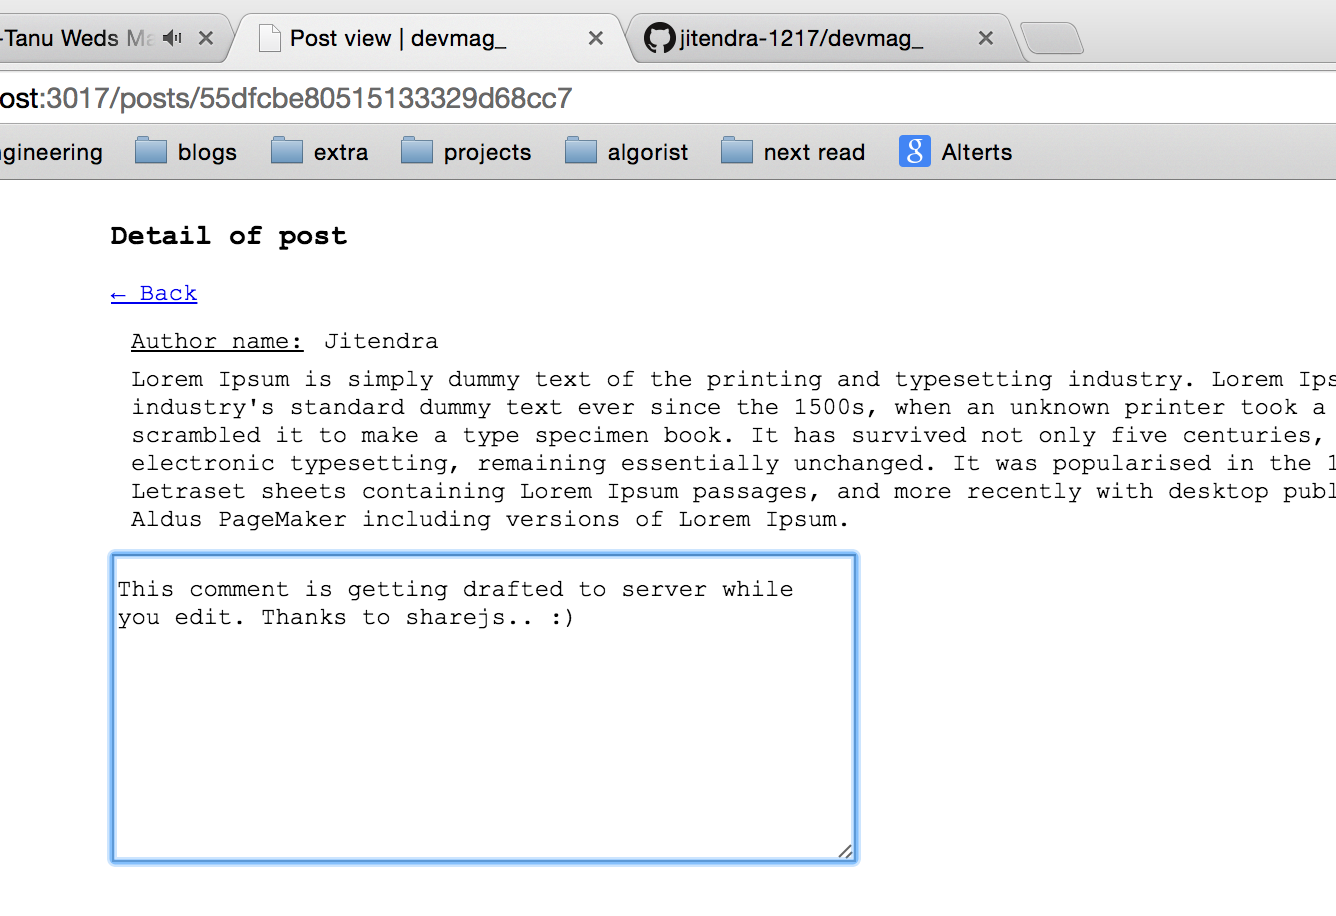 -Tanu Weds Ma
Post view | devmag_
jitendra-1217/devmag_
ost:3017/posts/55dfcbe80515133329d68cc7
gineering blogs extra projects algorist next read g Alterts
Detail of post
← Back
Author name: Jitendra
Lorem Ipsum is simply dummy text of the printing and typesetting industry. Lorem Ips
industry's standard dummy text ever since the 1500s, when an unknown printer took a
scrambled it to make a type specimen book. It has survived not only five centuries,
electronic typesetting, remaining essentially unchanged. It was popularised in the 1
Letraset sheets containing Lorem Ipsum passages, and more recently with desktop publ
Aldus PageMaker including versions of Lorem Ipsum.
This comment is getting drafted to server while
you edit. Thanks to sharejs.. :)